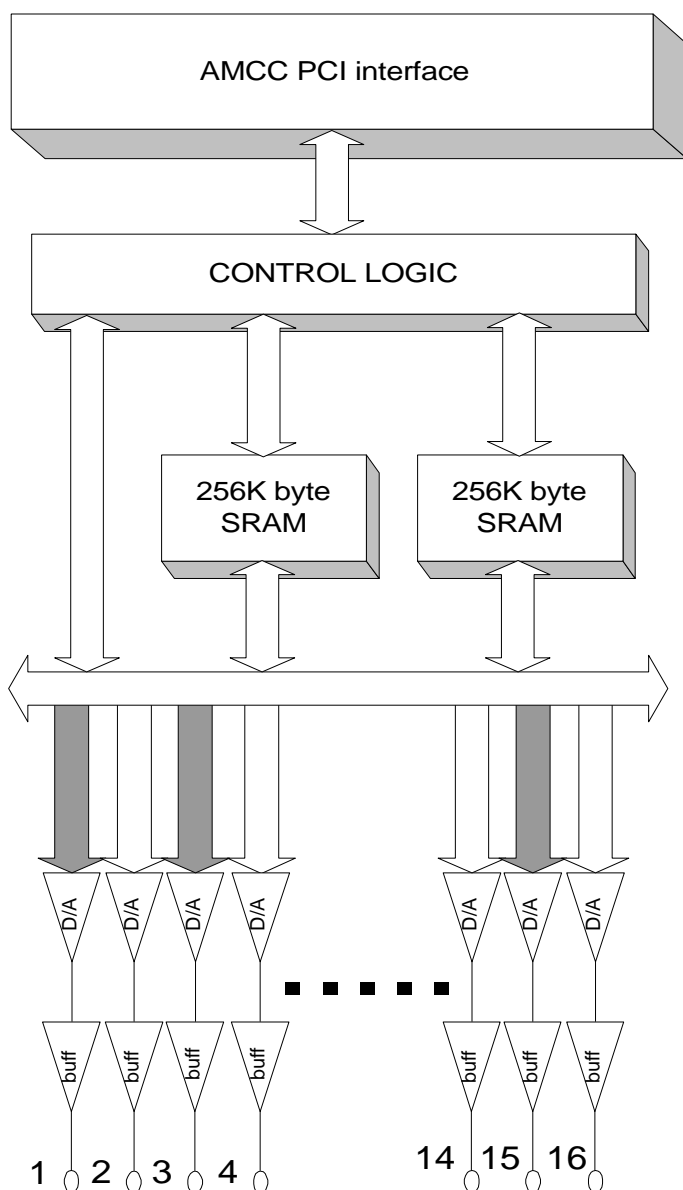 AMCC PCI interface
CONTROL LOGIC
256K byte
SRAM
256K byte
SRAM
D/A
D/A
D/A
D/A
D/A
D/A
D/A
buff
buff
buff
buff
buff
buff
buff
1 2 3 4 14 15 16